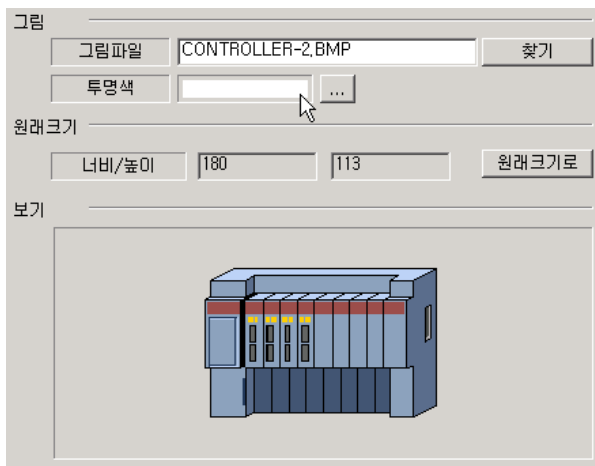 그림
그림파일 CONTROLLER-2.BMP 찾기
투명색 ...
원래크기
너비/높이 180 113 원래크기로
보기